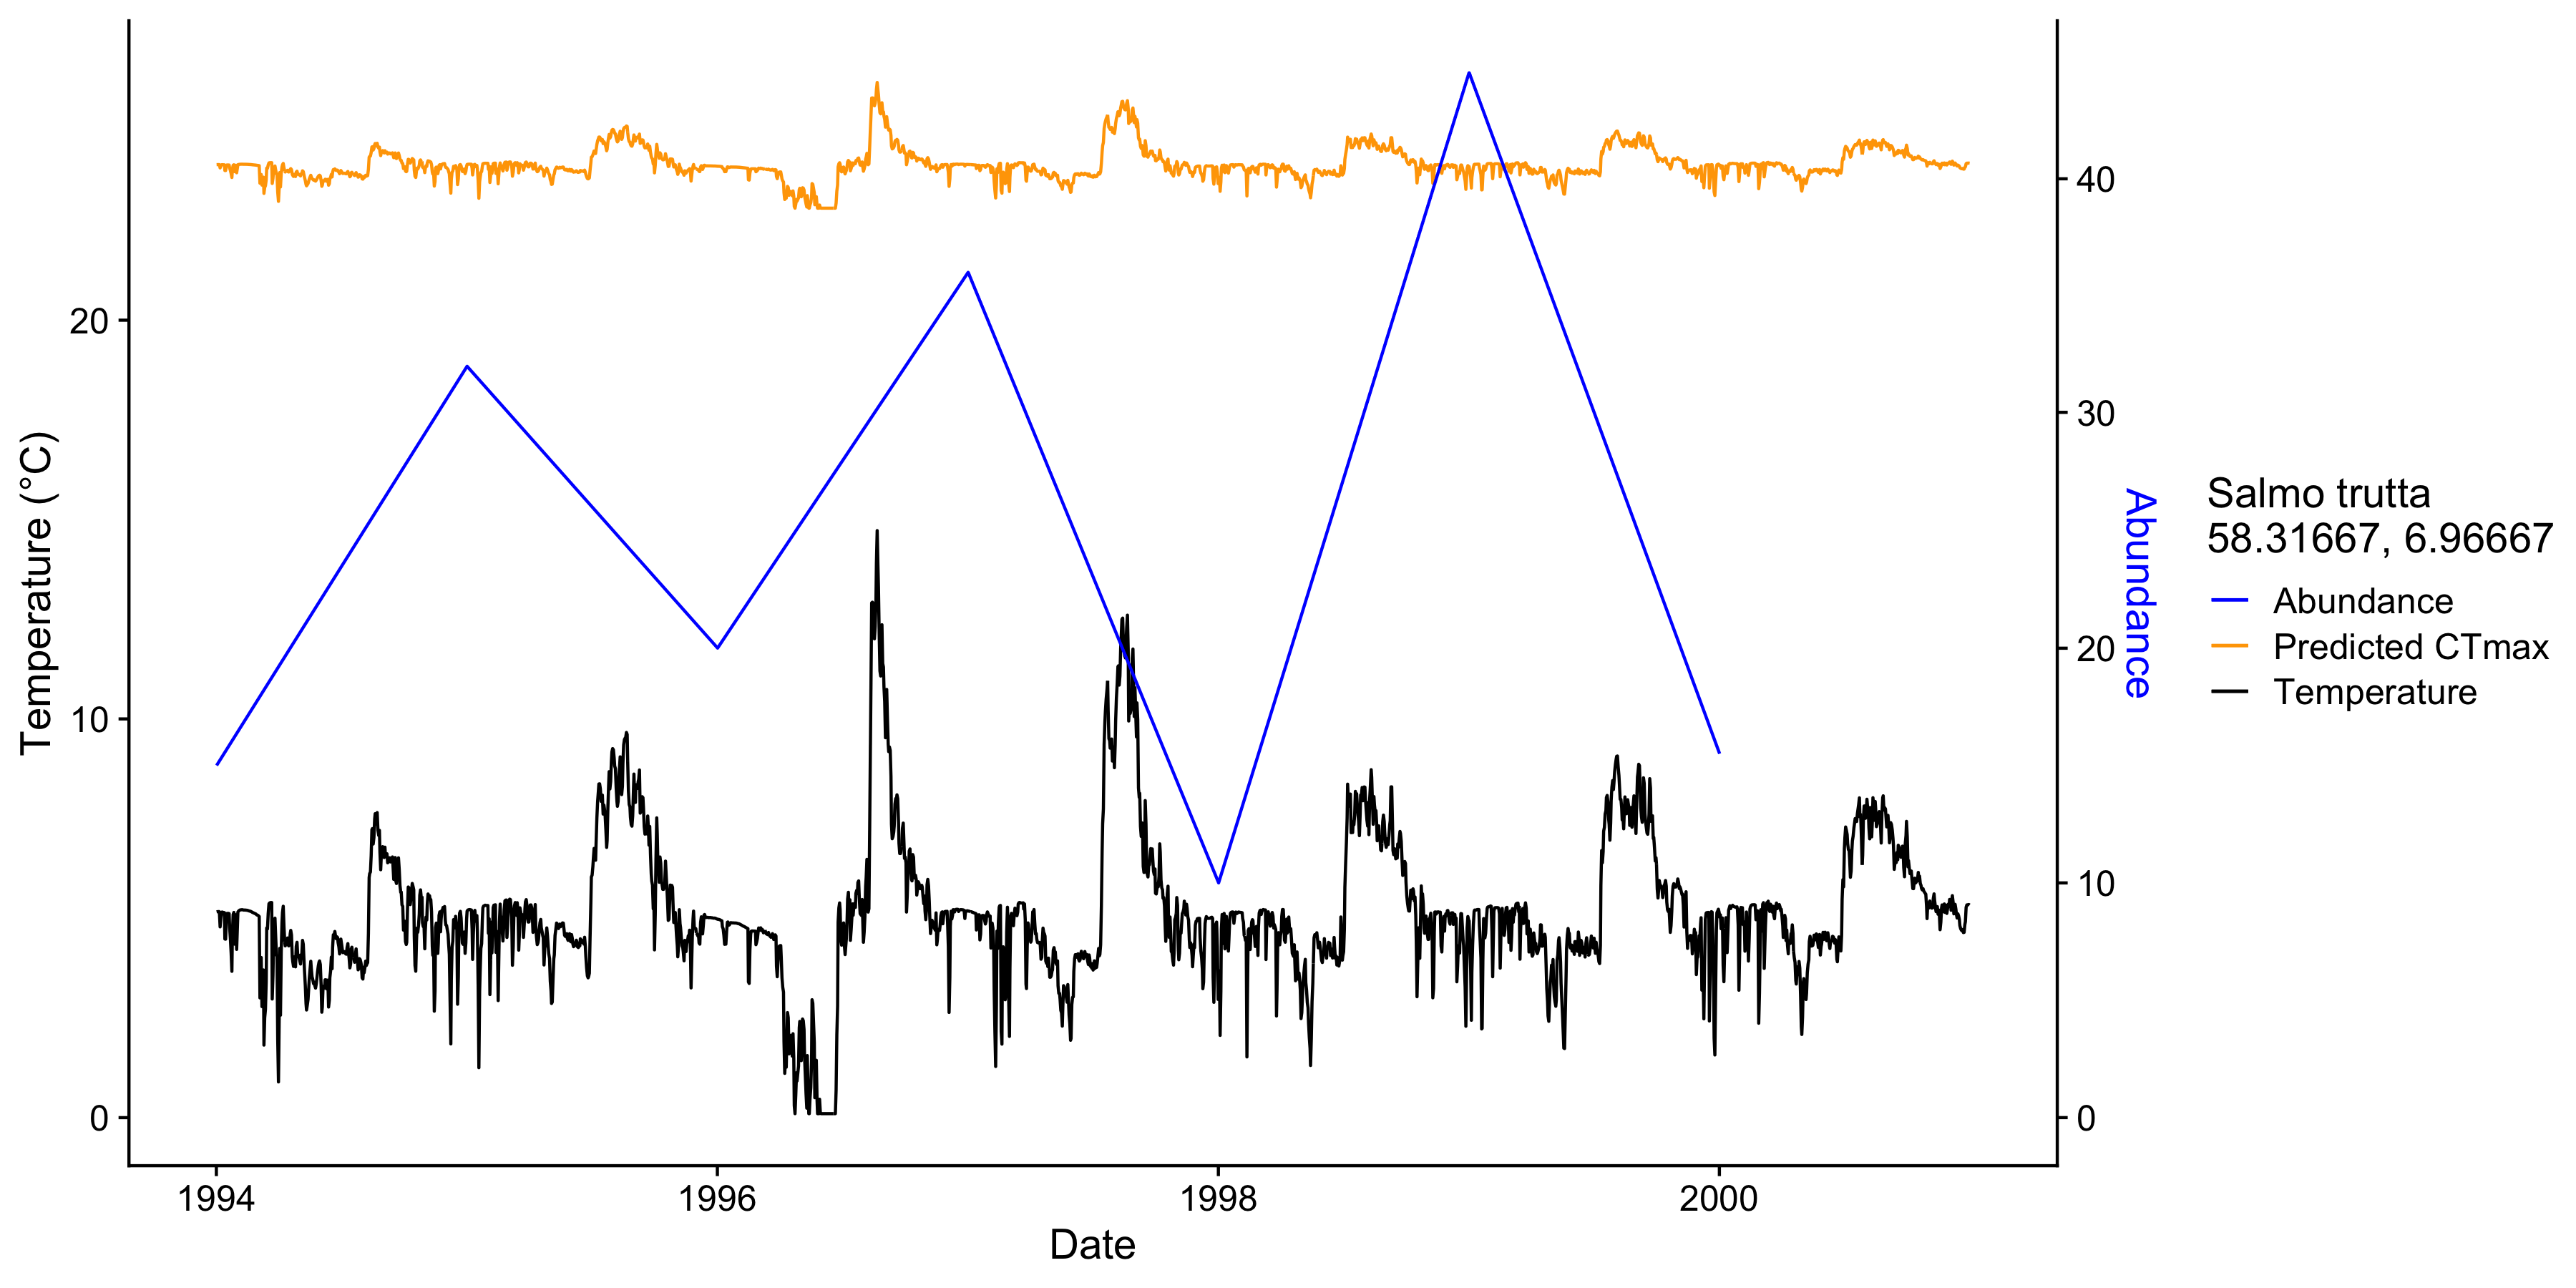 20
10
0
Temperature (°C)
1994
1996
1998
2000
Date
40
30
20
10
0
Abundance
Salmo trutta
58.31667, 6.96667
Abundance
Predicted CTmax
Temperature